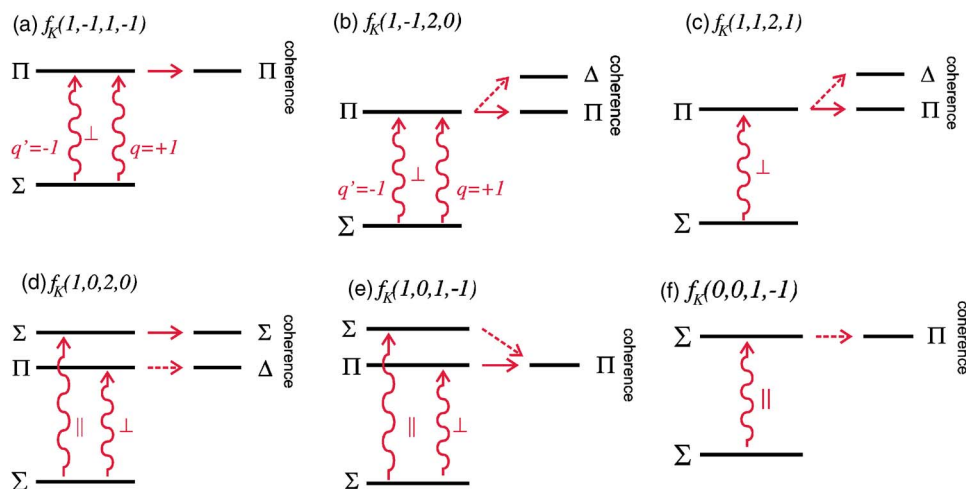 (a) f_K(1,-1,1,-1)
Π
Π
coherence
q'=-1
⊥
q=+1
Σ
(b) f_K(1,-1,2,0)
Δ
Π
Π
coherence
q'=-1
⊥
q=+1
Σ
(c) f_K(1,1,2,1)
Δ
Π
Π
coherence
⊥
Σ
(d) f_K(1,0,2,0)
Σ
Σ
Π
Δ
coherence
||
⊥
Σ
(e) f_K(1,0,1,-1)
Σ
Π
Π
coherence
||
⊥
Σ
(f) f_K(0,0,1,-1)
Σ
Π
coherence
||
Σ